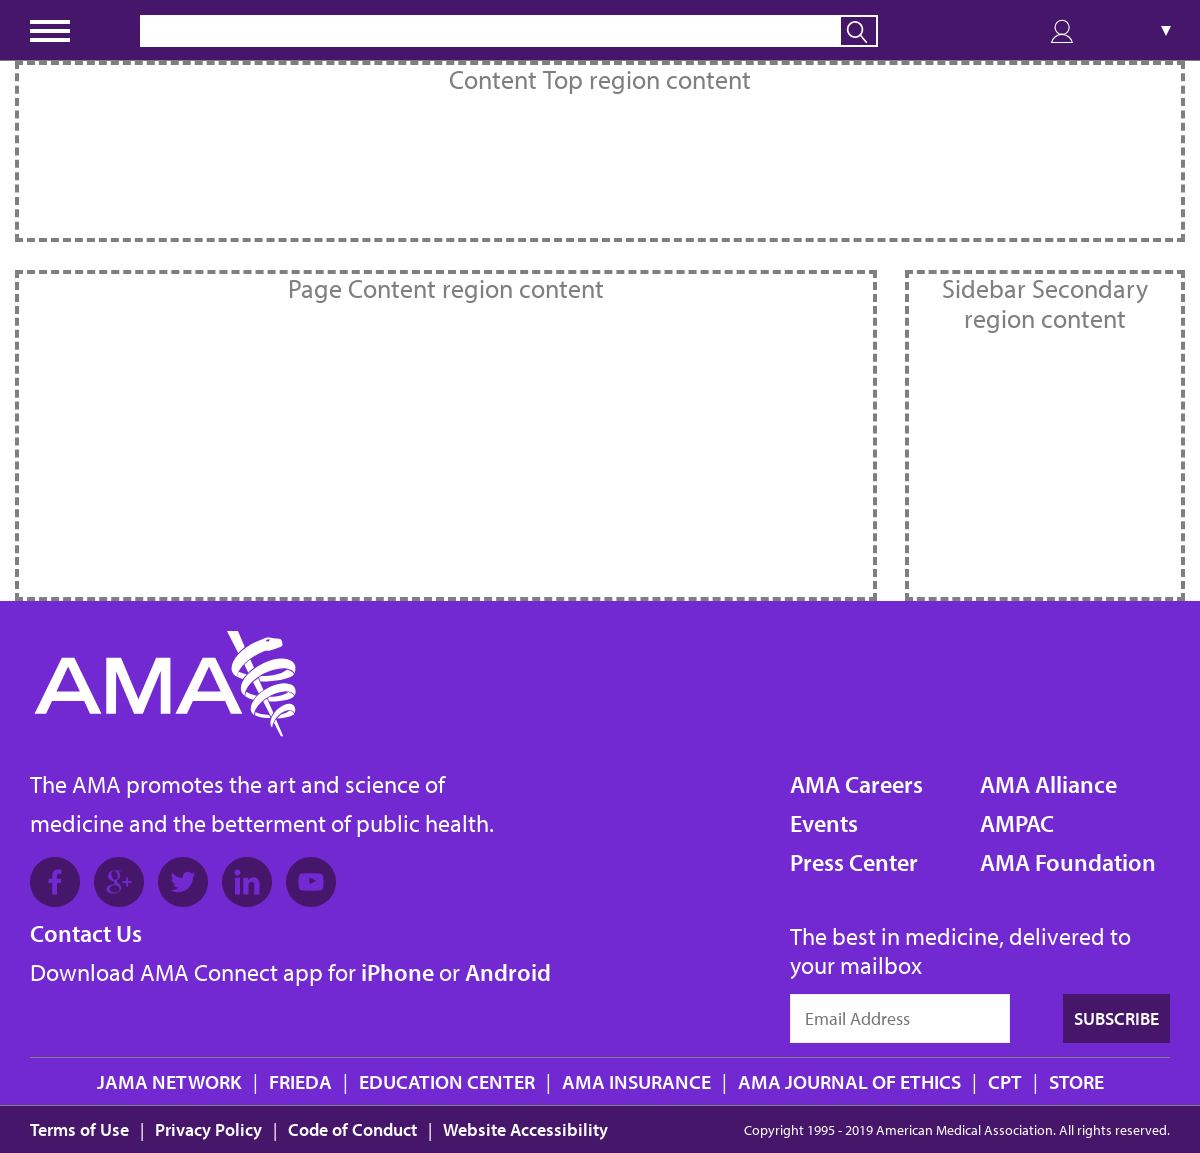 Content Top region content
Page Content region content
Sidebar Secondary
region content
AMA
The AMA promotes the art and science of
medicine and the betterment of public health.
Contact Us
Download AMA Connect app for iPhone or Android
AMA Careers
Events
Press Center
AMA Alliance
AMPAC
AMA Foundation
The best in medicine, delivered to
your mailbox
Email Address
SUBSCRIBE
JAMA NETWORK | FRIEDA | EDUCATION CENTER | AMA INSURANCE | AMA JOURNAL OF ETHICS | CPT | STORE
Terms of Use | Privacy Policy | Code of Conduct | Website Accessibility
Copyright 1995 - 2019 American Medical Association. All rights reserved.